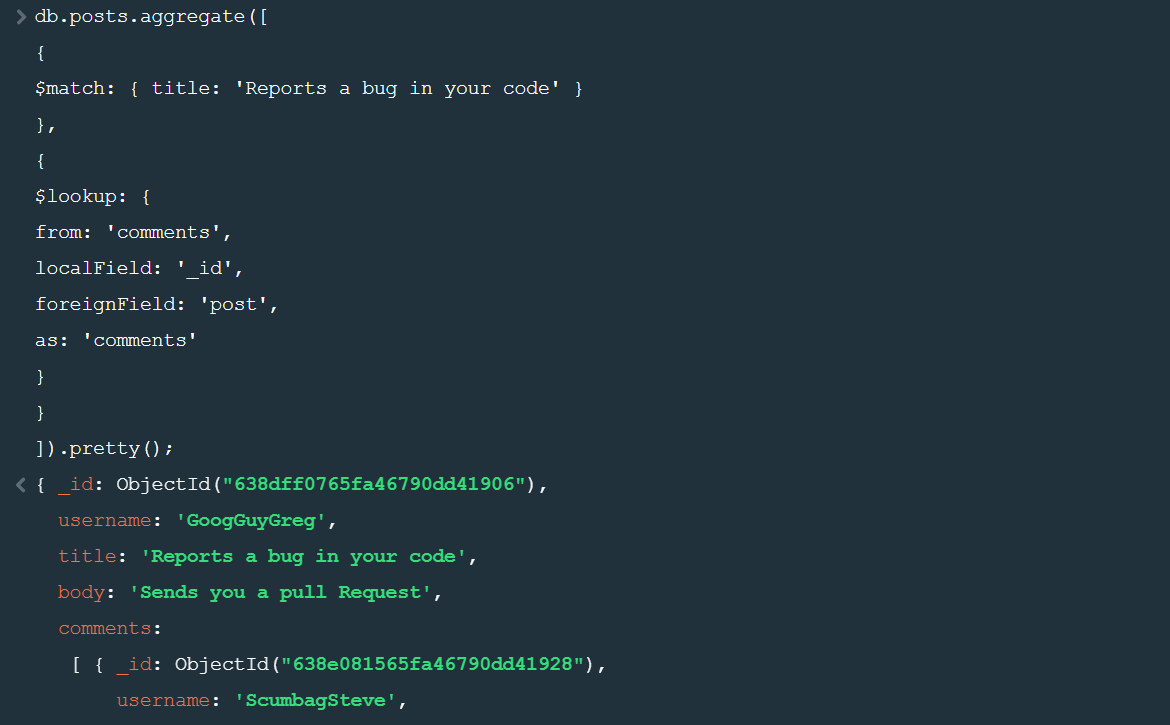 db.posts.aggregate([
{
$match: { title: 'Reports a bug in your code' }
},
{
$lookup: {
from: 'comments',
localField: '_id',
foreignField: 'post',
as: 'comments'
}
}
]).pretty();
{ _id: ObjectId("638dff0765fa46790dd41906"),
username: 'GoogGuyGreg',
title: 'Reports a bug in your code',
body: 'Sends you a pull Request',
comments:
[ { _id: ObjectId("638e081565fa46790dd41928"),
username: 'ScumbagSteve',